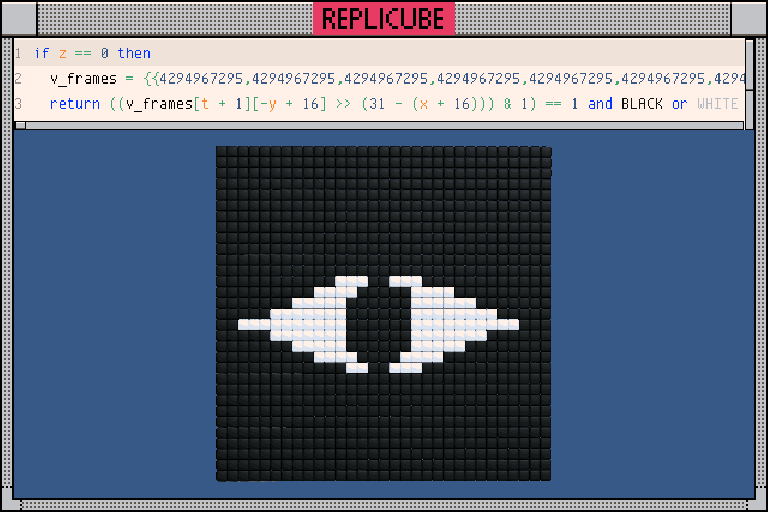 REPLICUBE
1 if z == 0 then
2 v_frames = {{4294967295,4294967295,4294967295,4294967295,4294967295,4294967295,4294
3 return ((v_frames[t + 1][-y + 16] >> (31 - (x + 16))) & 1) == 1 and BLACK or WHITE